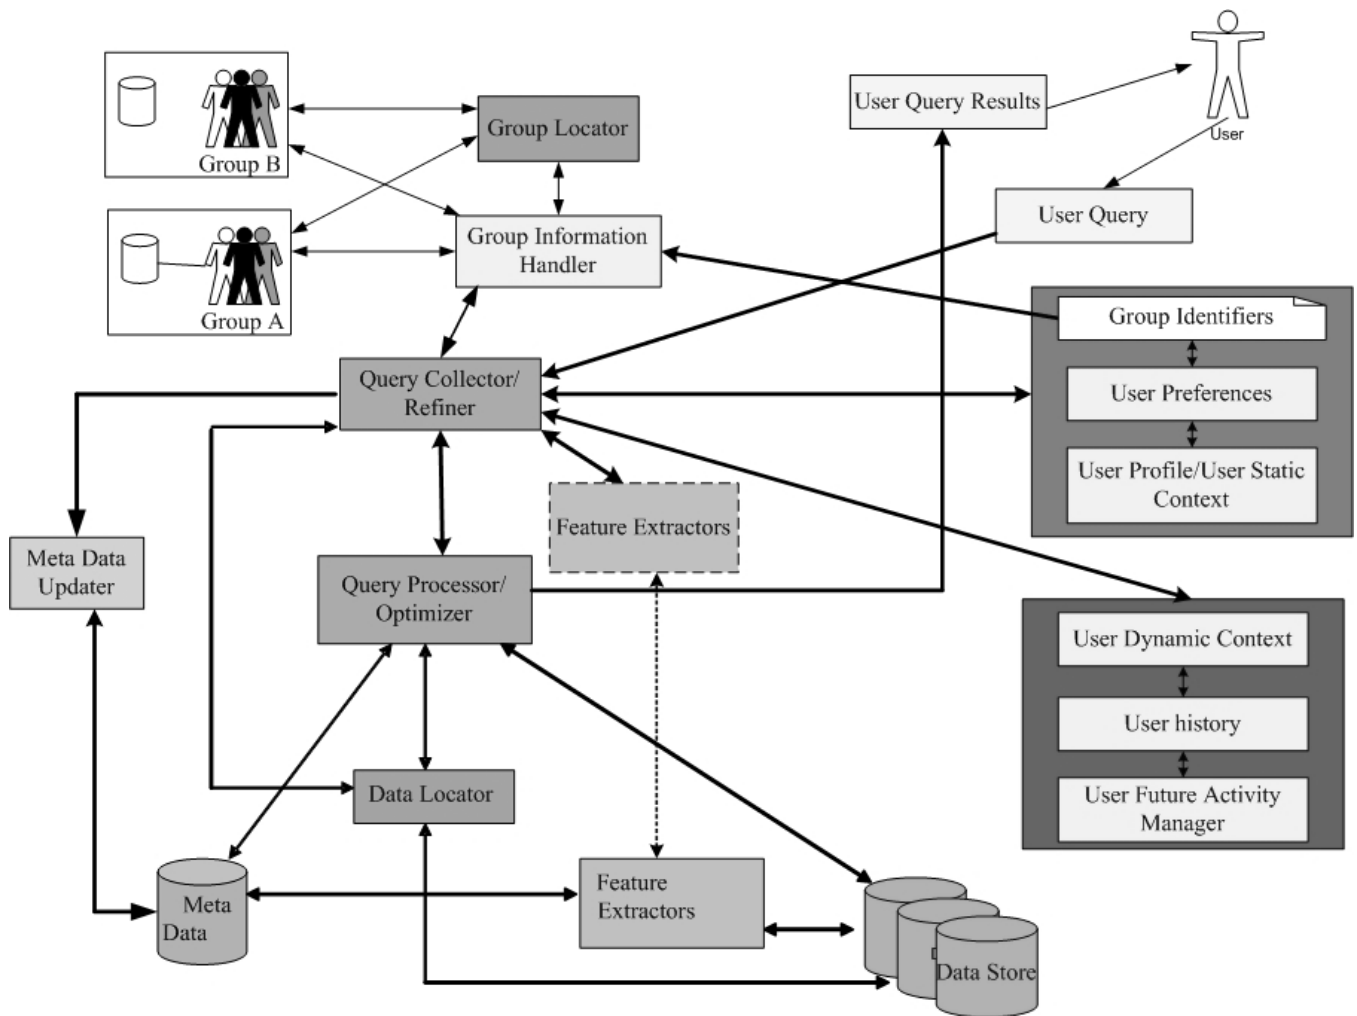 Group B
Group Locator
User Query Results
User
User Query
Group A
Group Information
Handler
Group Identifiers
Query Collector/
Refiner
User Preferences
User Profile/User Static
Context
Feature Extractors
Meta Data
Updater
Query Processor/
Optimizer
User Dynamic Context
User history
Data Locator
User Future Activity
Manager
Meta
Data
Feature
Extractors
Data Store